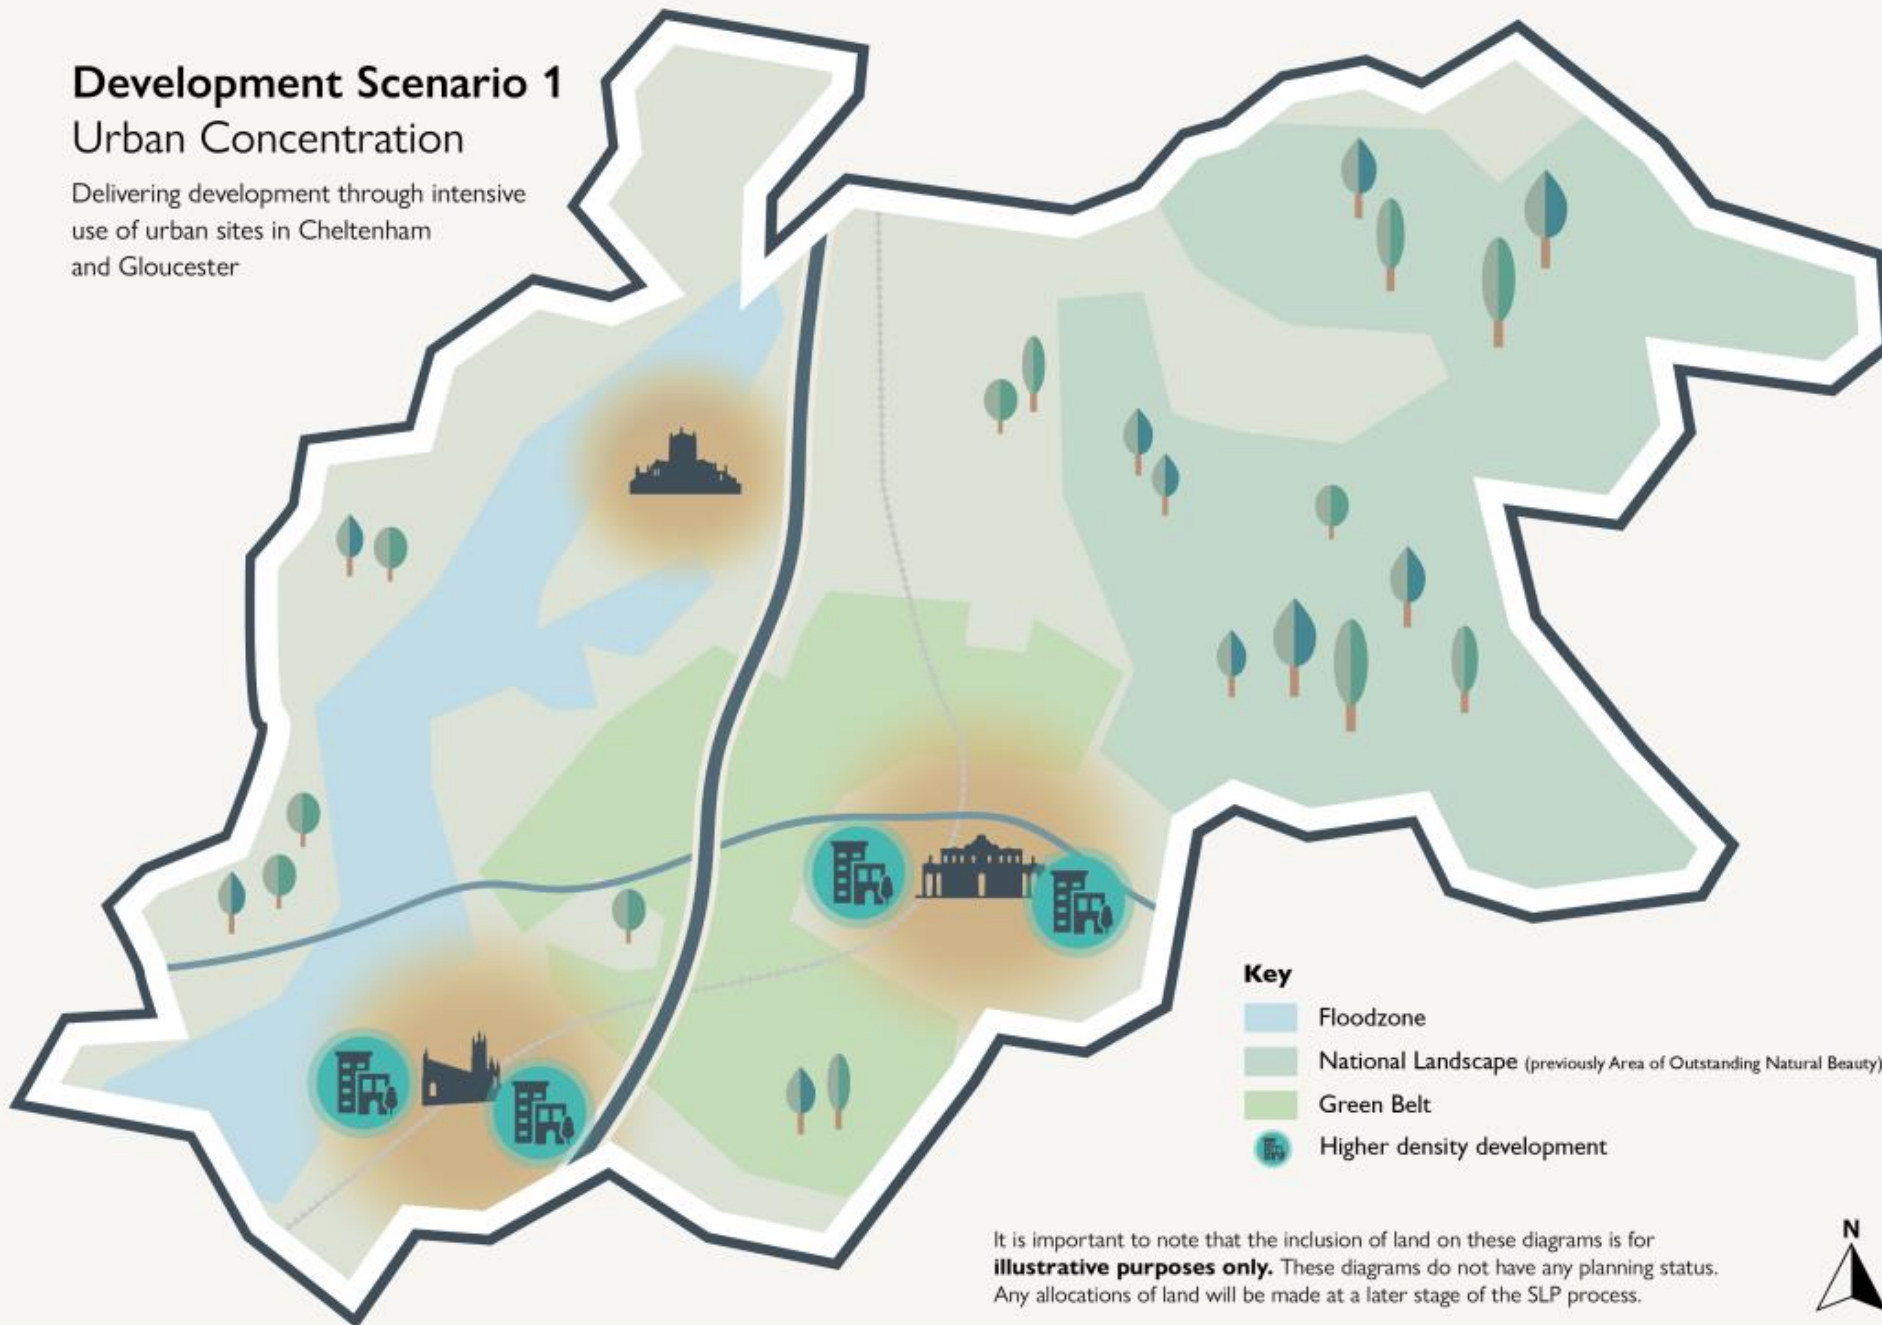 Development Scenario 1
Urban Concentration
Delivering development through intensive
use of urban sites in Cheltenham
and Gloucester
Key
Floodzone
National Landscape (previously Area of Outstanding Natural Beauty)
Green Belt
Higher density development
It is important to note that the inclusion of land on these diagrams is for
illustrative purposes only. These diagrams do not have any planning status.
Any allocations of land will be made at a later stage of the SLP process.
N